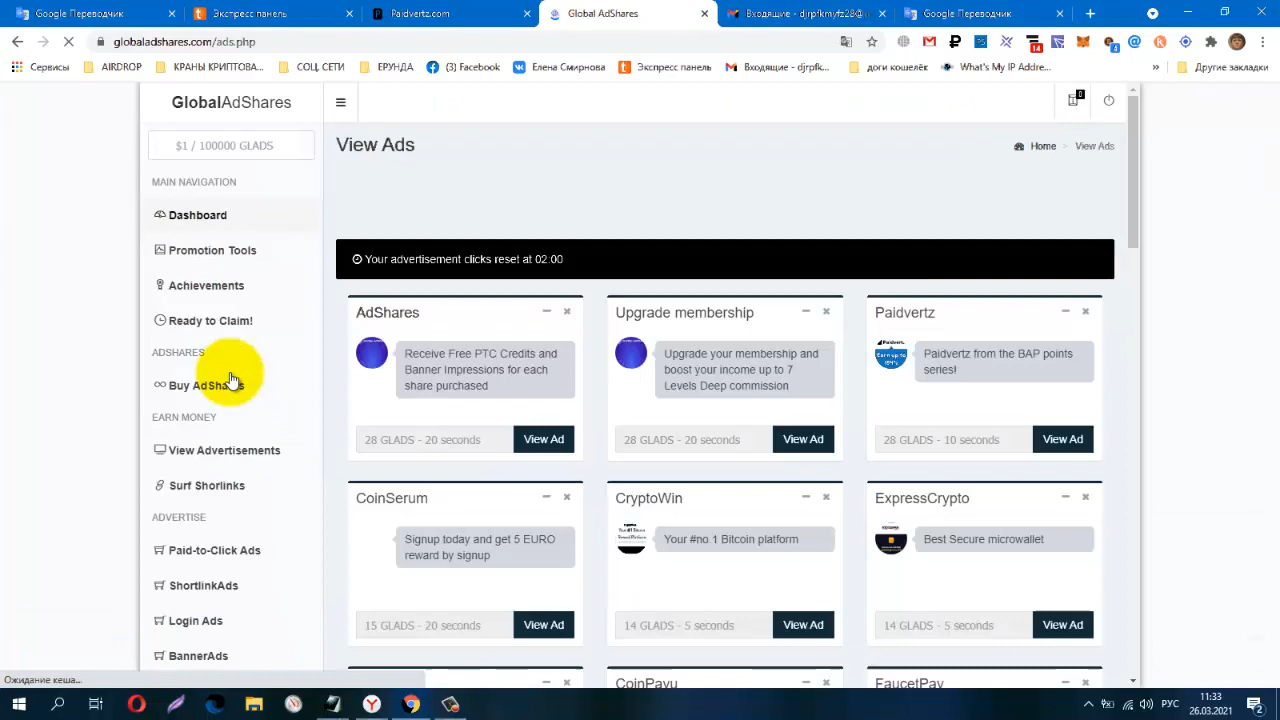 Google Переводчик
Экспресс панель
Paidvertz.com
Global AdShares
Входящие - djrpfkmyfz28@
Google Переводчик
globaladshares.com/ads.php
14
4
Сервисы
AIRDROP
КРАНЫ КРИПТОВА...
СОЦ. СЕТИ
ЕРУНДА
(3) Facebook
Елена Смирнова
Экспресс панель
Входящие - djrpfk...
доги кошелёк
What's My IP Addre...
»
Другие закладки
GlobalAdShares
0
$1 / 100000 GLADS
View Ads
Home
View Ads
MAIN NAVIGATION
Dashboard
Promotion Tools
Achievements
Ready to Claim!
ADSHARES
Buy AdShares
EARN MONEY
View Advertisements
Surf Shorlinks
ADVERTISE
Paid-to-Click Ads
ShortlinkAds
Login Ads
BannerAds
Your advertisement clicks reset at 02:00
AdShares
Receive Free PTC Credits and
Banner Impressions for each
share purchased
28 GLADS - 20 seconds
View Ad
Upgrade membership
Upgrade your membership and
boost your income up to 7
Levels Deep commission
28 GLADS - 20 seconds
View Ad
Paidvertz
Paidvertz from the BAP points
series!
28 GLADS - 10 seconds
View Ad
CoinSerum
Signup today and get 5 EURO
reward by signup
15 GLADS - 20 seconds
View Ad
CryptoWin
Your #no.1 Bitcoin platform
14 GLADS - 5 seconds
View Ad
ExpressCrypto
Best Secure microwallet
14 GLADS - 5 seconds
View Ad
CoinPayu
FaucetPay
Ожидание кеша...
РУС
11:33
26.03.2021
2